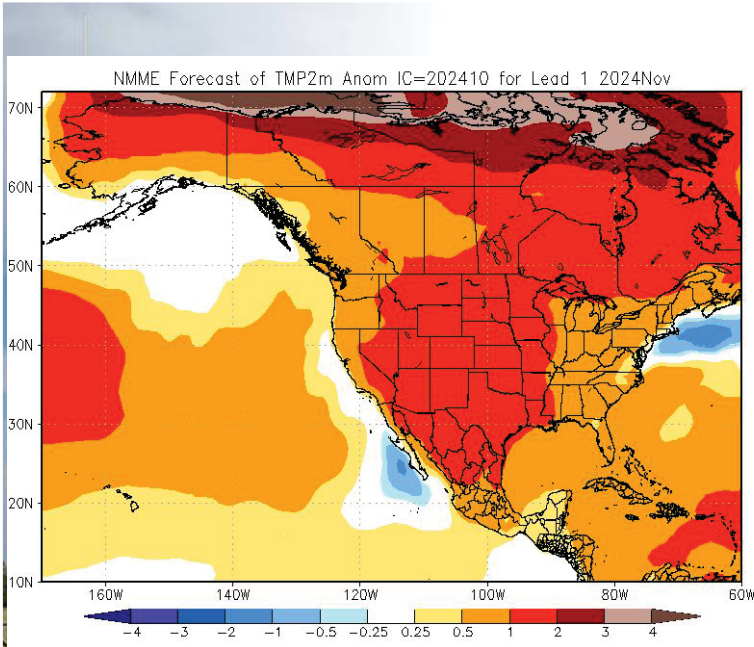 NMME Forecast of TMP2m Anom IC=202410 for Lead 1 2024Nov
70N
60N
50N
40N
30N
20N
10N
160W 140W 120W 100W 80W 60W
-4 -3 -2 -1 -0.5 -0.25 0.25 0.5 1 2 3 4